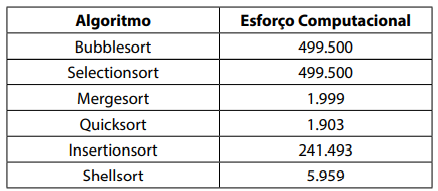 Algoritmo Esforço Computacional
Bubblesort 499.500
Selectionsort 499.500
Mergesort 1.999
Quicksort 1.903
Insertionsort 241.493
Shellsort 5.959